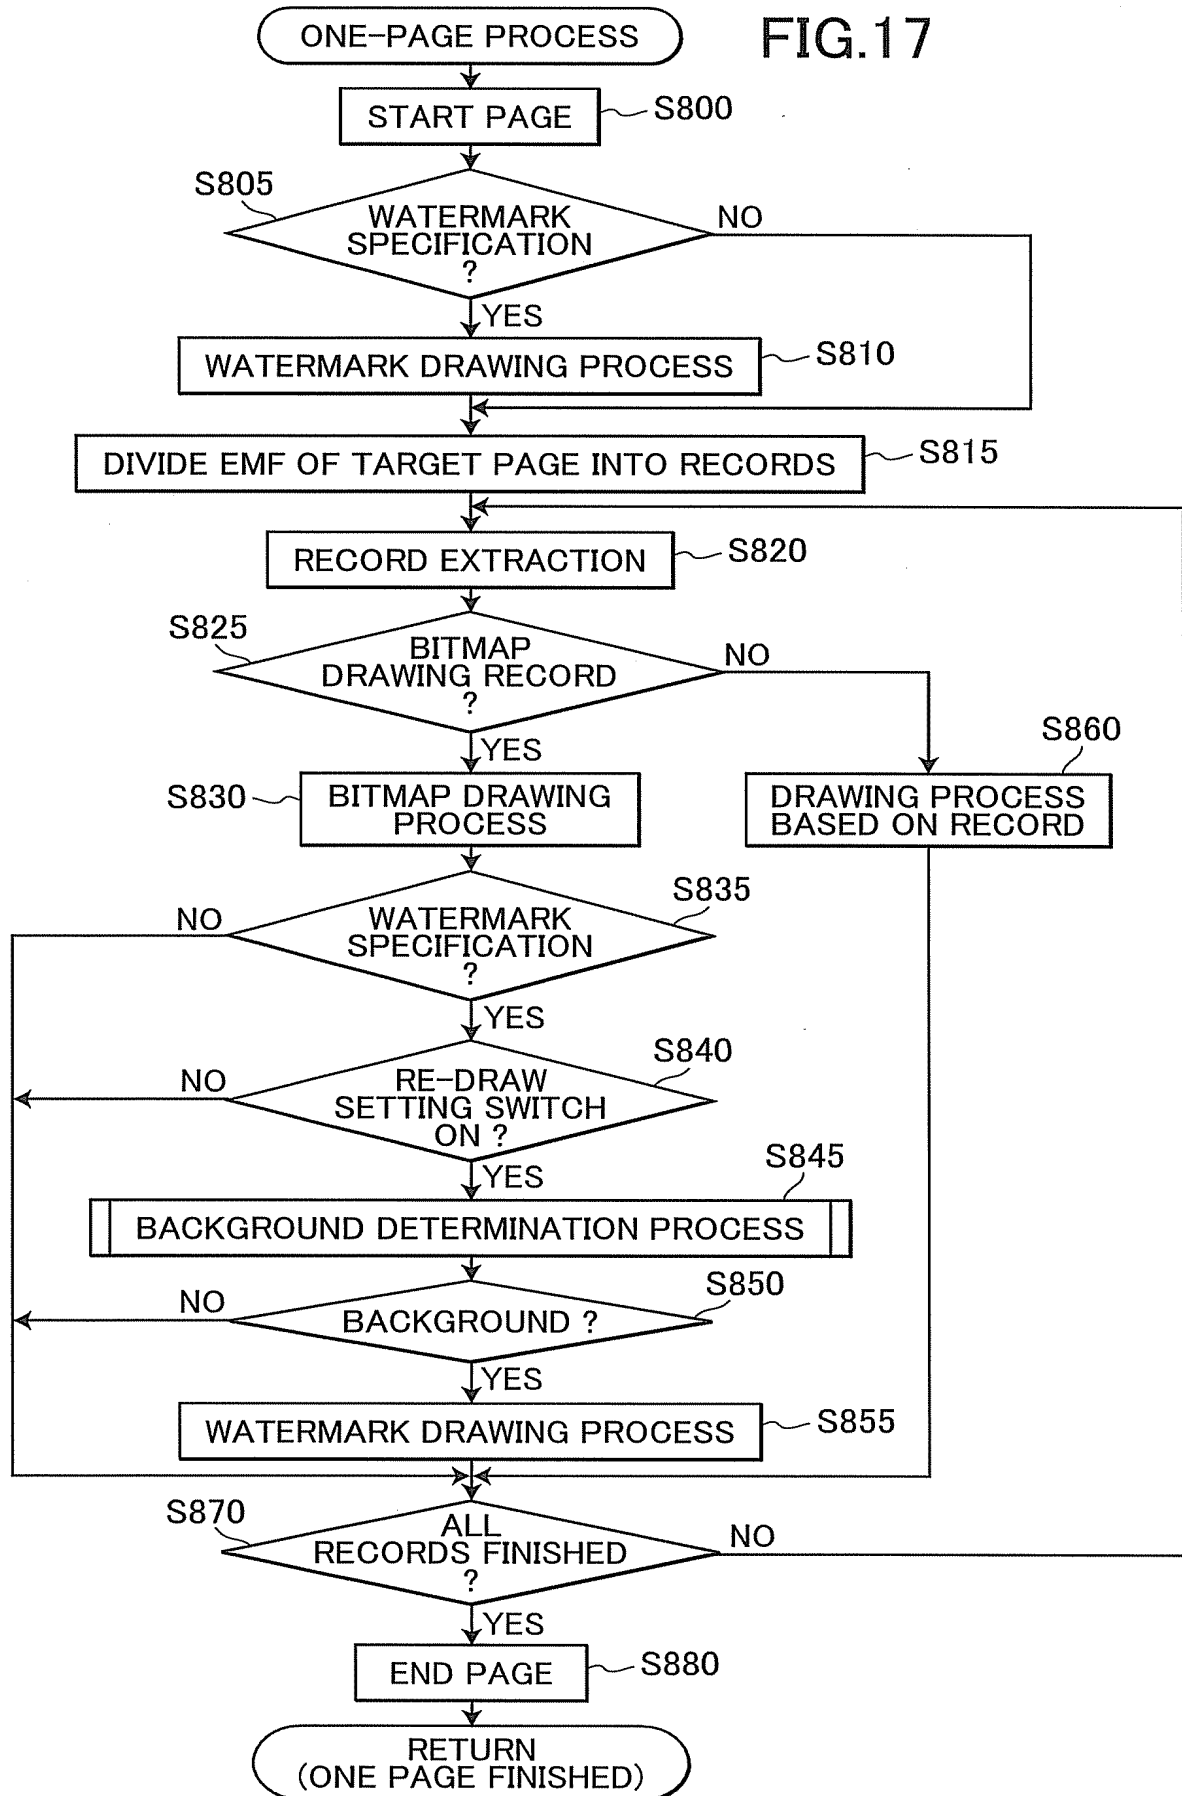 ONE-PAGE PROCESS
FIG.17
START PAGE
S800
S805
WATERMARK
SPECIFICATION
?
NO
YES
WATERMARK DRAWING PROCESS
S810
DIVIDE EMF OF TARGET PAGE INTO RECORDS
S815
RECORD EXTRACTION
S820
S825
BITMAP
DRAWING RECORD
?
NO
YES
S830
BITMAP DRAWING
PROCESS
S860
DRAWING PROCESS
BASED ON RECORD
S835
NO
WATERMARK
SPECIFICATION
?
YES
S840
NO
RE-DRAW
SETTING SWITCH
ON ?
YES
S845
BACKGROUND DETERMINATION PROCESS
S850
NO
BACKGROUND ?
YES
WATERMARK DRAWING PROCESS
S855
S870
ALL
RECORDS FINISHED
?
NO
YES
END PAGE
S880
RETURN
(ONE PAGE FINISHED)